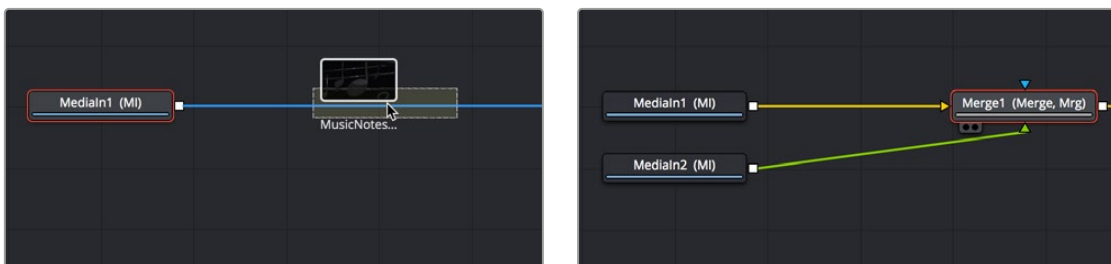 MediaIn1 (MI)
MusicNotes...
MediaIn1 (MI)
Merge1 (Merge, Mrg)
MediaIn2 (MI)